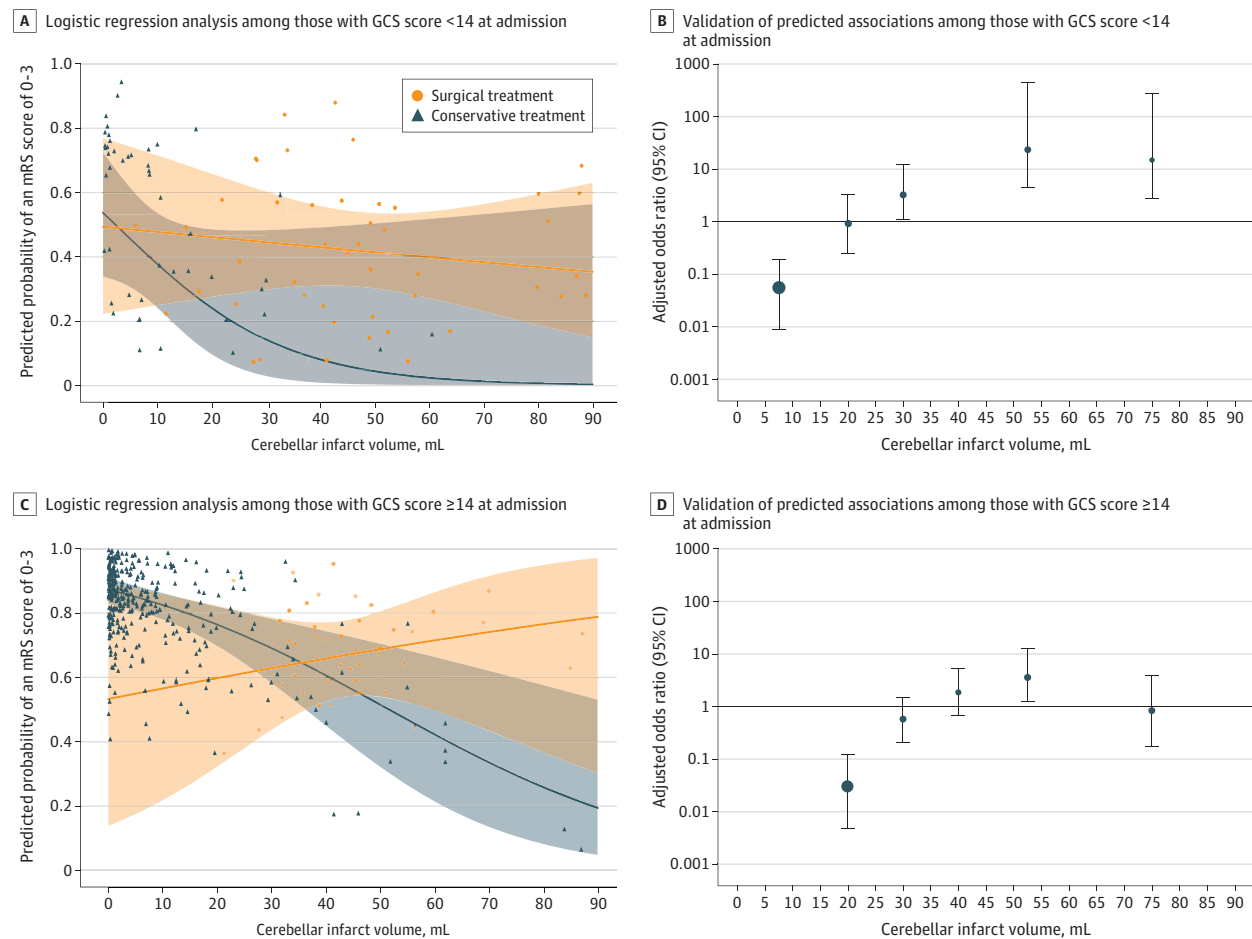 A Logistic regression analysis among those with GCS score <14 at admission
Predicted probability of an mRS score of 0-3
1.0
0.8
0.6
0.4
0.2
0
Surgical treatment
Conservative treatment
0 10 20 30 40 50 60 70 80 90
Cerebellar infarct volume, mL
B Validation of predicted associations among those with GCS score <14
at admission
Adjusted odds ratio (95% CI)
1000
100
10
1
0.1
0.01
0.001
0 5 10 15 20 25 30 35 40 45 50 55 60 65 70 75 80 85 90
Cerebellar infarct volume, mL
C Logistic regression analysis among those with GCS score ≥14 at admission
Predicted probability of an mRS score of 0-3
1.0
0.8
0.6
0.4
0.2
0
0 10 20 30 40 50 60 70 80 90
Cerebellar infarct volume, mL
D Validation of predicted associations among those with GCS score ≥14
at admission
Adjusted odds ratio (95% CI)
1000
100
10
1
0.1
0.01
0.001
0 5 10 15 20 25 30 35 40 45 50 55 60 65 70 75 80 85 90
Cerebellar infarct volume, mL